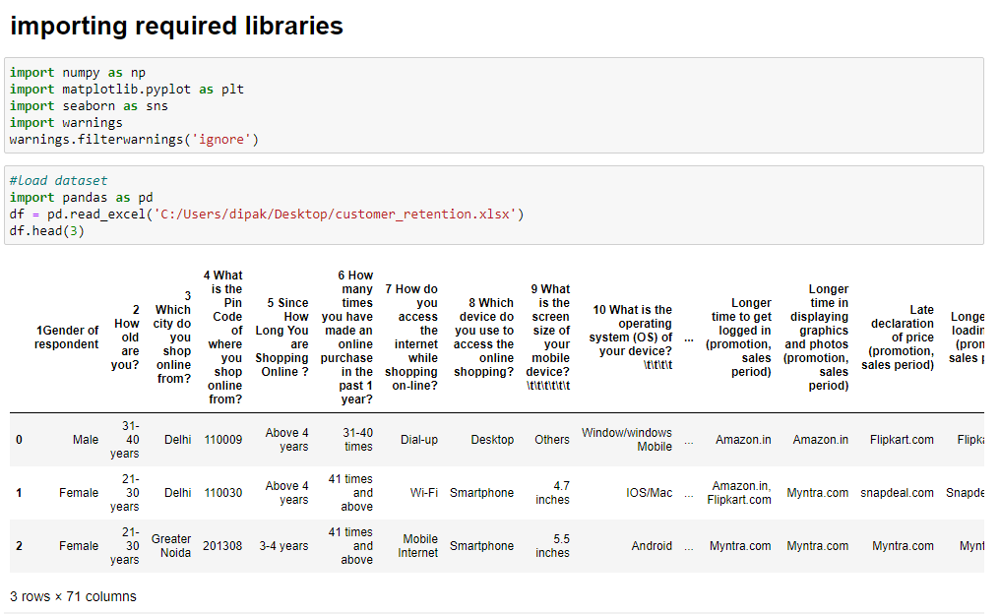 importing required libraries
import numpy as np
import matplotlib.pyplot as plt
import seaborn as sns
import warnings
warnings.filterwarnings('ignore')
#Load dataset
import pandas as pd
df = pd.read_excel('C:/Users/dipak/Desktop/customer_retention.xlsx')
df.head(3)
1Gender of
respondent
2
How
old
are
you?
3
Which
city do
you
shop
online
from?
4 What
is the
Pin
Code
of
where
you
shop
online
from?
5 Since
How
Long You
are
Shopping
Online ?
6 How
many
times
you have
made an
online
purchase
in the
past 1
year?
7 How do
you
access
the
internet
while
shopping
on-line?
8 Which
device do
you use to
access the
online
shopping?
9 What
is the
screen
size of
your
mobile
device?
\t\t\t\t\t\t
10 What is the
operating
system (OS) of
your device?
\t\t\t\t
...
Longer
time to get
logged in
(promotion,
sales
period)
Longer
time in
displaying
graphics
and photos
(promotion,
sales
period)
Late
declaration
of price
(promotion,
sales period)
Longe
loadin
(pron
sales p
0 Male 31-40 years Delhi 110009 Above 4 years 31-40 times Dial-up Desktop Others Window/windows Mobile ... Amazon.in Amazon.in Flipkart.com Flipka
1 Female 21-30 years Delhi 110030 Above 4 years 41 times and above Wi-Fi Smartphone 4.7 inches IOS/Mac ... Amazon.in, Flipkart.com Myntra.com snapdeal.com Snapde
2 Female 21-30 years Greater Noida 201308 3-4 years 41 times and above Mobile Internet Smartphone 5.5 inches Android ... Myntra.com Myntra.com Myntra.com Mynt
3 rows × 71 columns